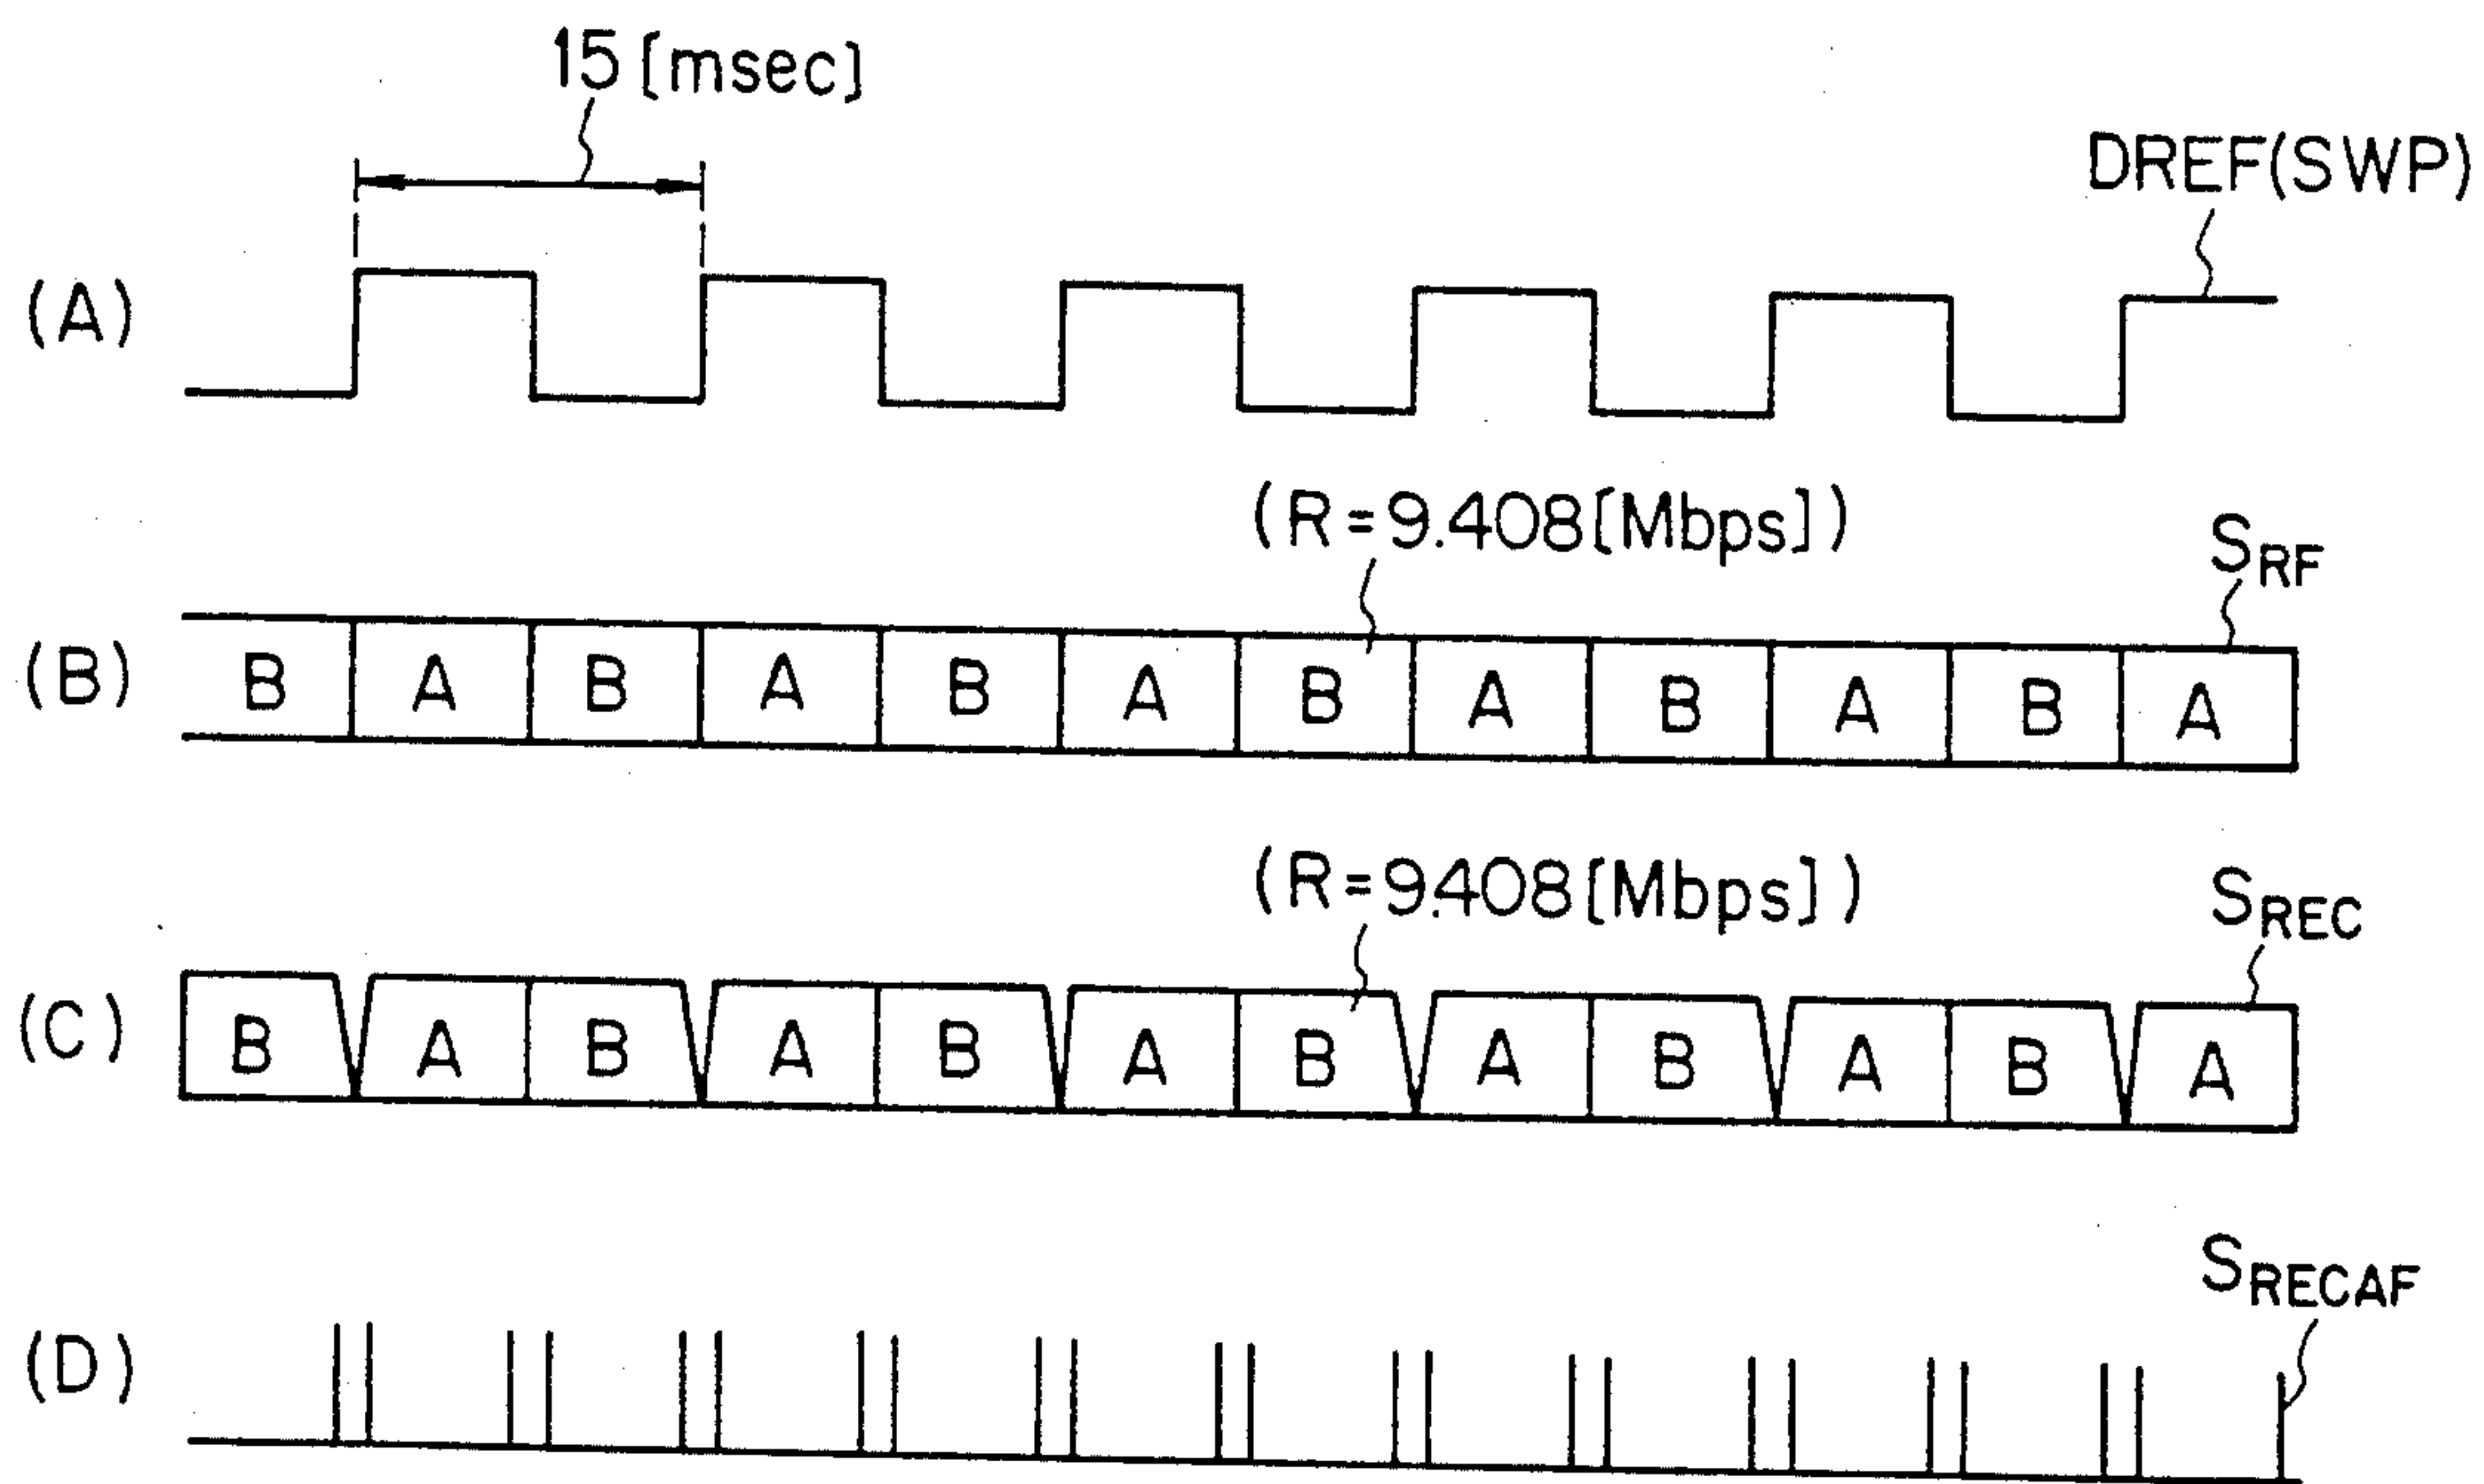 15 [msec]
DREF(SWP)
(A)
(R=9.408[Mbps])
SRF
(B) B A B A B A B A B A B A
(R=9.408[Mbps])
SREC
(C) B A B A B A B A B A B A
SRECAF
(D)